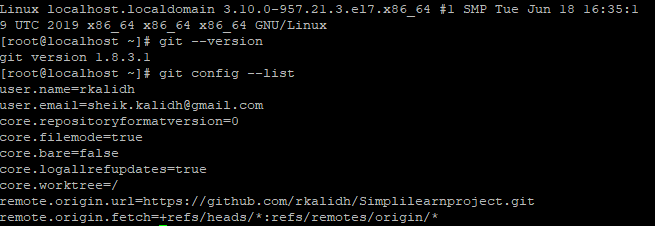 Linux localhost.localdomain 3.10.0-957.21.3.el7.x86_64 #1 SMP Tue Jun 18 16:35:1
9 UTC 2019 x86_64 x86_64 x86_64 GNU/Linux
[root@localhost ~]# git --version
git version 1.8.3.1
[root@localhost ~]# git config --list
user.name=rkalidh
user.email=sheik.kalidh@gmail.com
core.repositoryformatversion=0
core.filemode=true
core.bare=false
core.logallrefupdates=true
core.worktree=/
remote.origin.url=https://github.com/rkalidh/Simplilearnproject.git
remote.origin.fetch=+refs/heads/*:refs/remotes/origin/*